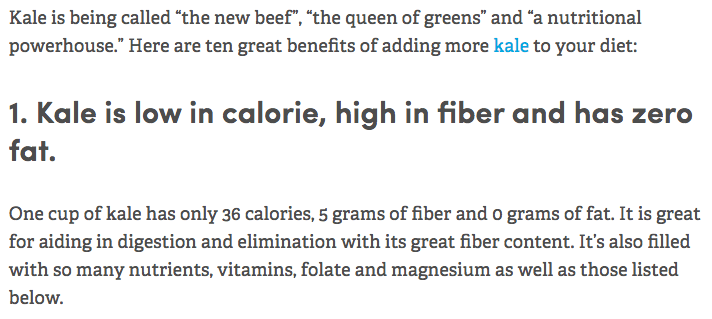 Kale is being called “the new beef”, “the queen of greens” and “a nutritional
powerhouse.” Here are ten great benefits of adding more kale to your diet:
1. Kale is low in calorie, high in fiber and has zero
fat.
One cup of kale has only 36 calories, 5 grams of fiber and 0 grams of fat. It is great
for aiding in digestion and elimination with its great fiber content. It’s also filled
with so many nutrients, vitamins, folate and magnesium as well as those listed
below.